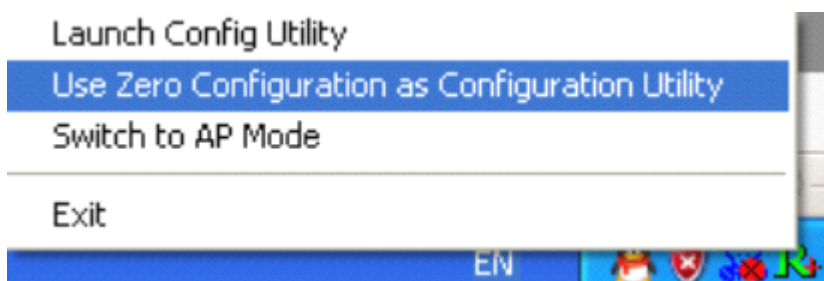 Launch Config Utility
Use Zero Configuration as Configuration Utility
Switch to AP Mode
Exit
EN
R+